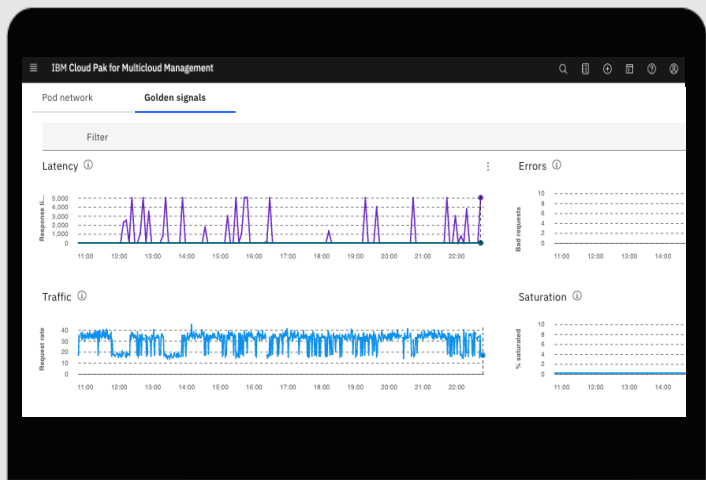 IBM Cloud Pak for Multicloud Management
Pod network
Golden signals
Filter
Latency
Response ti...
5,000
4,000
3,000
2,000
1,000
0
11:00 12:00 13:00 14:00 15:00 16:00 17:00 18:00 19:00 20:00 21:00 22:00
Errors
Bad requests
10
8
6
4
2
0
11:00 12:00 13:00 14:00
Traffic
Request rate
40
30
20
10
0
11:00 12:00 13:00 14:00 15:00 16:00 17:00 18:00 19:00 20:00 21:00 22:00
Saturation
% saturated
10
8
6
4
2
0
11:00 12:00 13:00 14:00